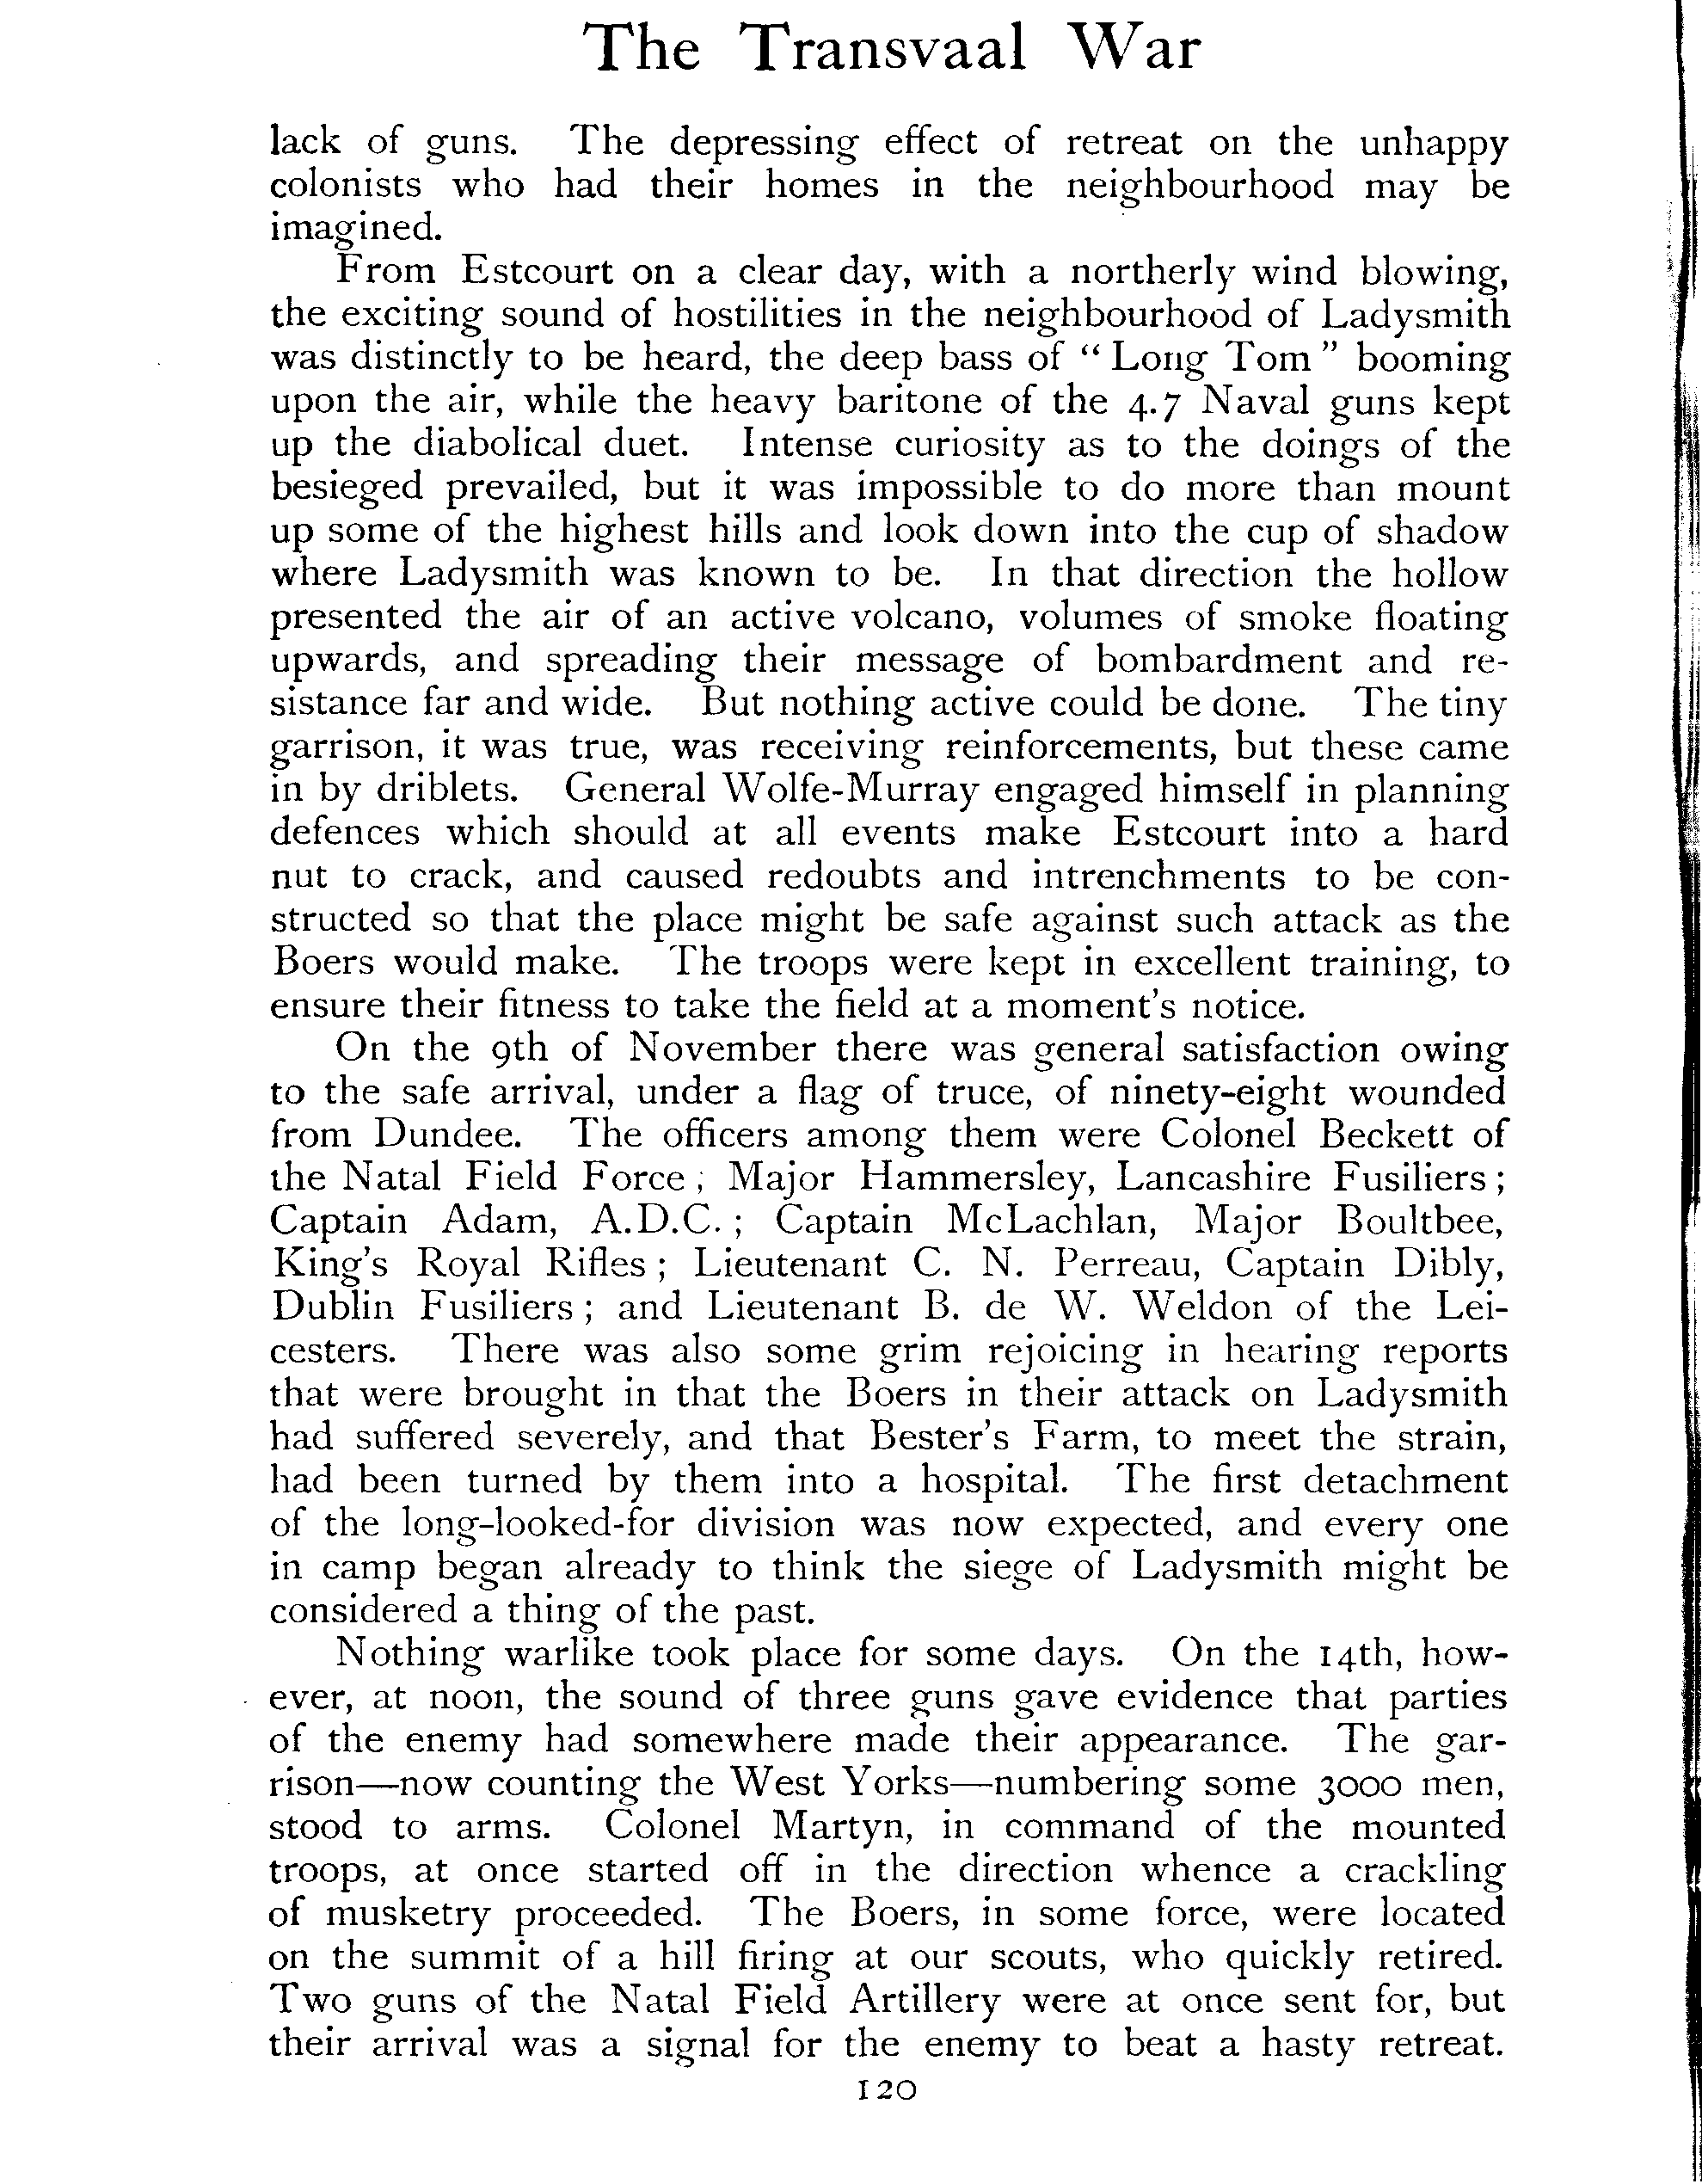 The Transvaal War
lack of guns. The depressing effect of retreat on the unhappy
colonists who had their homes in the neighbourhood may be
imagined.
From Estcourt on a clear day, with a northerly wind blowing,
the exciting sound of hostilities in the neighbourhood of Ladysmith
was distinctly to be heard, the deep bass of “ Long Tom ” booming
upon the air, while the heavy baritone of the 4.7 Naval guns kept
up the diabolical duet. Intense curiosity as to the doings of the
besieged prevailed, but it was impossible to do more than mount
up some of the highest hills and look down into the cup of shadow
where Ladysmith was known to be. In that direction the hollow
presented the air of an active volcano, volumes of smoke floating
upwards, and spreading their message of bombardment and re-
sistance far and wide. But nothing active could be done. The tiny
garrison, it was true, was receiving reinforcements, but these came
in by driblets. General Wolfe-Murray engaged himself in planning
defences which should at all events make Estcourt into a hard
nut to crack, and caused redoubts and intrenchments to be con-
structed so that the place might be safe against such attack as the
Boers would make. The troops were kept in excellent training, to
ensure their fitness to take the field at a moment's notice.
On the 9th of November there was general satisfaction owing
to the safe arrival, under a flag of truce, of ninety-eight wounded
from Dundee. The officers among them were Colonel Beckett of
the Natal Field Force ; Major Hammersley, Lancashire Fusiliers ;
Captain Adam, A.D.C. ; Captain McLachlan, Major Boultbee,
King's Royal Rifles ; Lieutenant C. N. Perreau, Captain Dibly,
Dublin Fusiliers ; and Lieutenant B. de W. Weldon of the Lei-
cesters. There was also some grim rejoicing in hearing reports
that were brought in that the Boers in their attack on Ladysmith
had suffered severely, and that Bester's Farm, to meet the strain,
had been turned by them into a hospital. The first detachment
of the long-looked-for division was now expected, and every one
in camp began already to think the siege of Ladysmith might be
considered a thing of the past.
Nothing warlike took place for some days. On the 14th, how-
ever, at noon, the sound of three guns gave evidence that parties
of the enemy had somewhere made their appearance. The gar-
rison—now counting the West Yorks—numbering some 3000 men,
stood to arms. Colonel Martyn, in command of the mounted
troops, at once started off in the direction whence a crackling
of musketry proceeded. The Boers, in some force, were located
on the summit of a hill firing at our scouts, who quickly retired.
Two guns of the Natal Field Artillery were at once sent for, but
their arrival was a signal for the enemy to beat a hasty retreat.
120